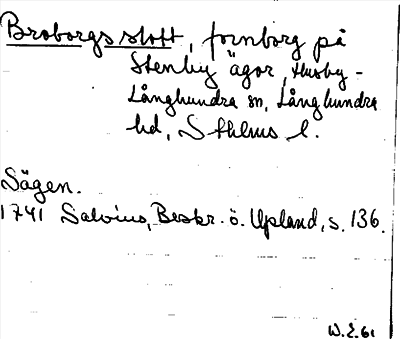 Broborgs slott, fornborg på
Stenby ägor, Husby-
Långhundra sn, Långhundra
hd, Sthlms l.
Sägen.
1741 Salvius, Beskr. ö. Upland, s. 136.
W.E. 61